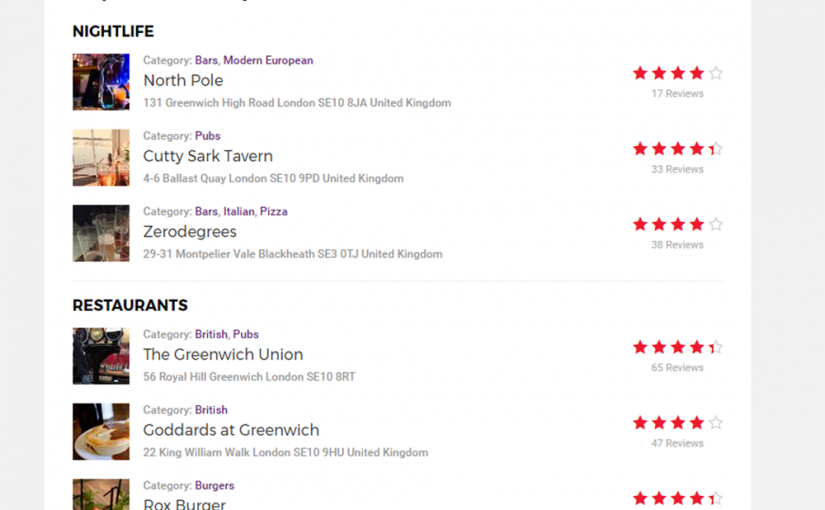 NIGHTLIFE
Category: Bars, Modern European
North Pole
131 Greenwich High Road London SE10 8JA United Kingdom
17 Reviews
Category: Pubs
Cutty Sark Tavern
4-6 Ballast Quay London SE10 9PD United Kingdom
33 Reviews
Category: Bars, Italian, Pizza
Zerodegrees
29-31 Montpelier Vale Blackheath SE3 0TJ United Kingdom
38 Reviews
RESTAURANTS
Category: British, Pubs
The Greenwich Union
56 Royal Hill Greenwich London SE10 8RT
65 Reviews
Category: British
Goddards at Greenwich
22 King William Walk London SE10 9HU United Kingdom
47 Reviews
Category: Burgers
Rox Burger